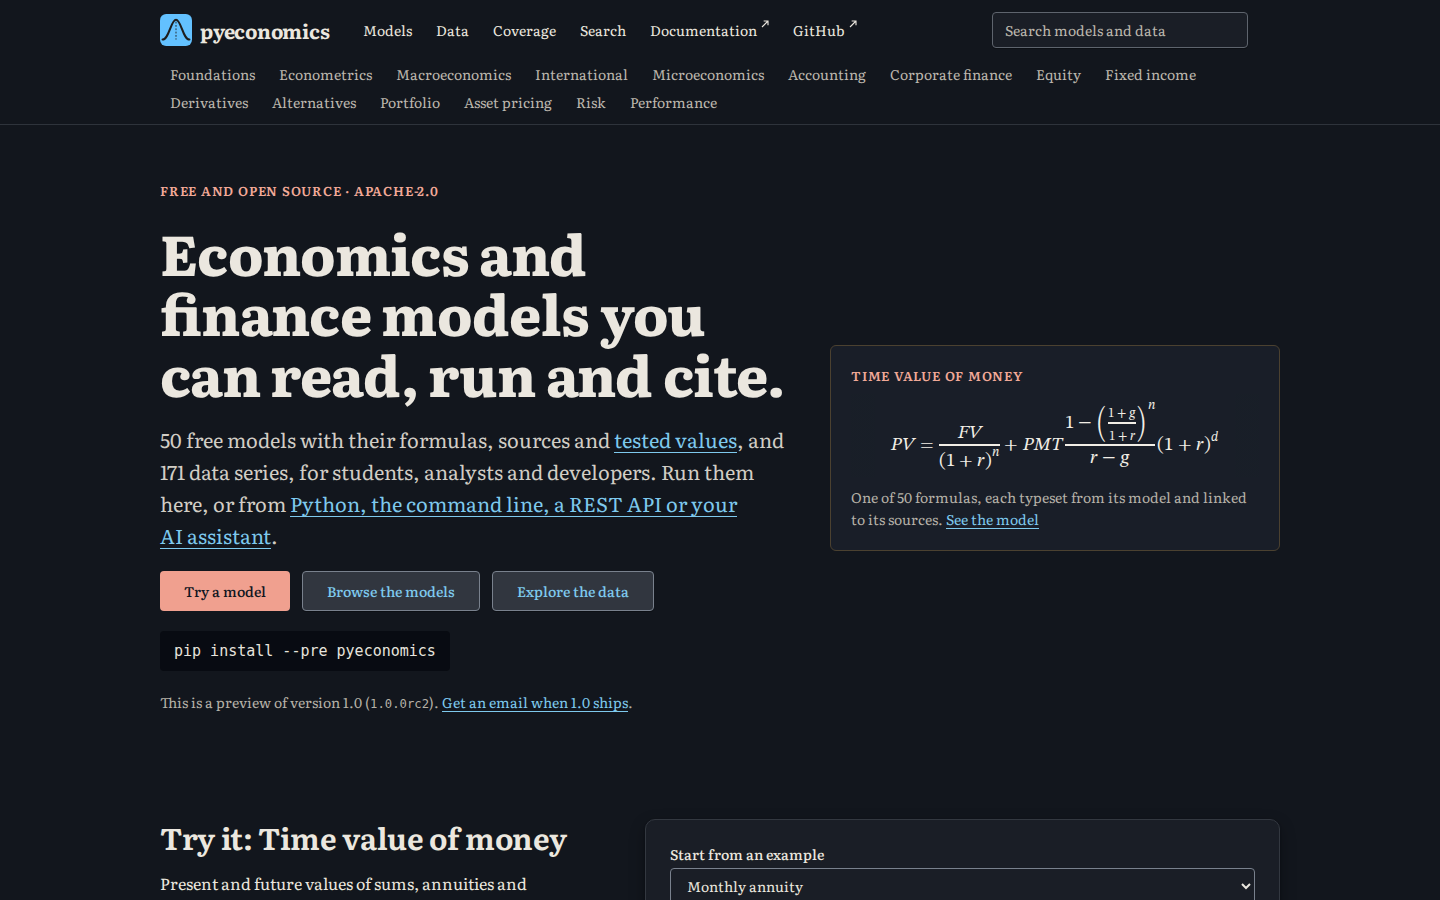 pyeconomics
Models Data Coverage Search Documentation ↗ GitHub ↗
Search models and data
Foundations Econometrics Macroeconomics International Microeconomics Accounting Corporate finance Equity Fixed income
Derivatives Alternatives Portfolio Asset pricing Risk Performance
FREE AND OPEN SOURCE · APACHE-2.0
Economics and
finance models you
can read, run and cite.
50 free models with their formulas, sources and tested values, and
171 data series, for students, analysts and developers. Run them
here, or from Python, the command line, a REST API or your
AI assistant.
Try a model Browse the models Explore the data
pip install --pre pyeconomics
This is a preview of version 1.0 (1.0.0rc2). Get an email when 1.0 ships.
TIME VALUE OF MONEY
PV = FV / (1 + r)^n + PMT (1 − ((1 + g) / (1 + r))^n) / (r − g) (1 + r)^d
One of 50 formulas, each typeset from its model and linked
to its sources. See the model
Try it: Time value of money
Present and future values of sums, annuities and
Start from an example
Monthly annuity